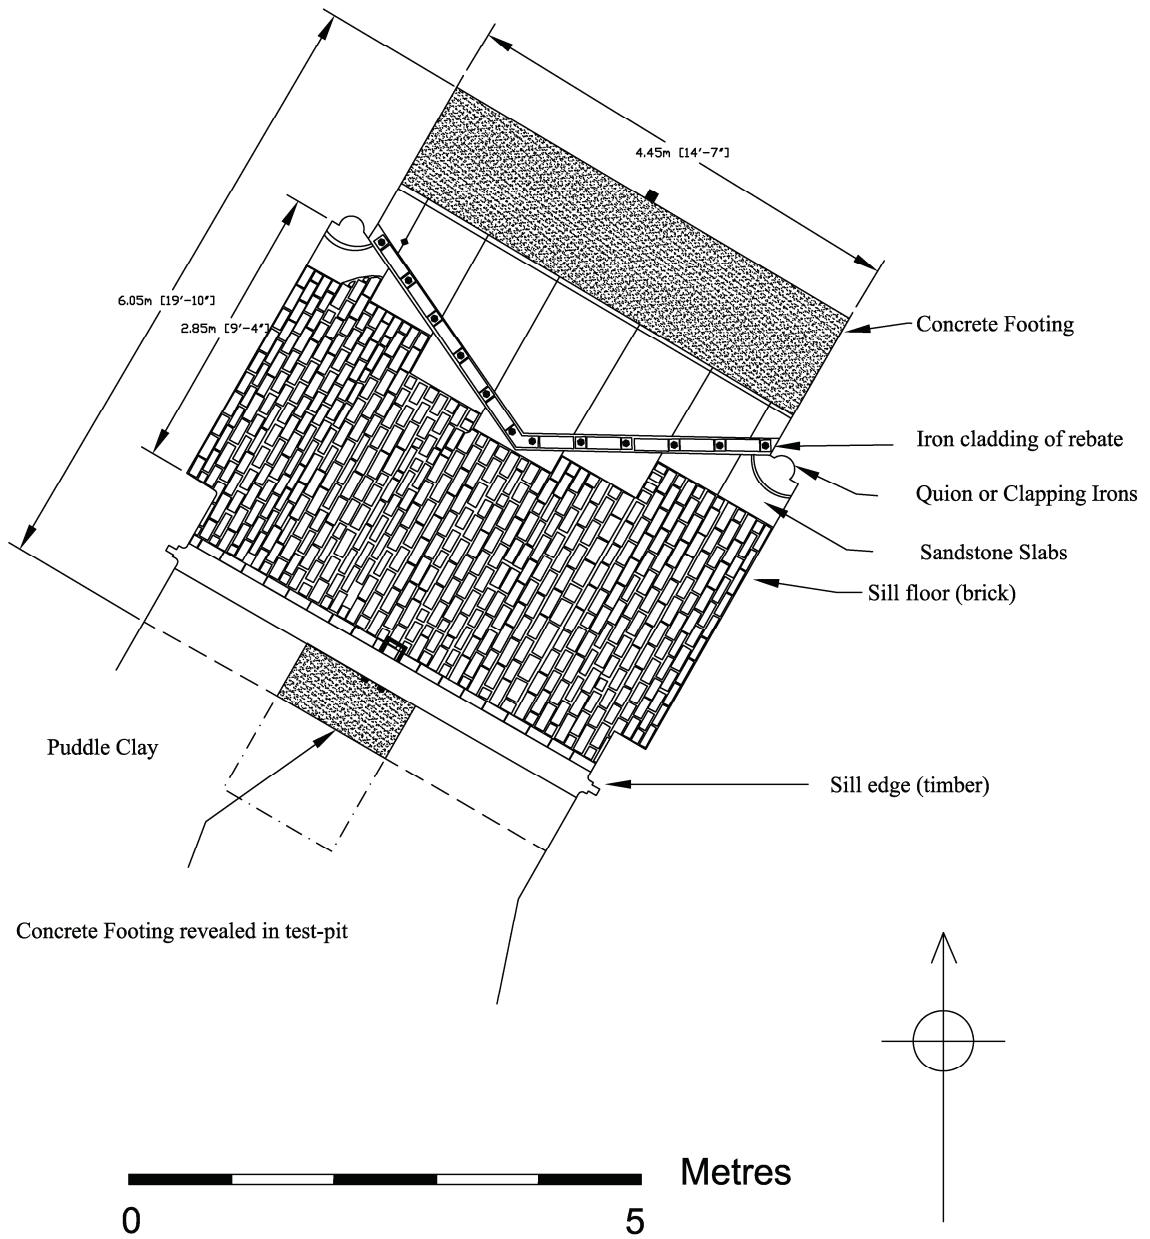 4.45m [14'-7"]
6.05m [19'-10"]
2.85m [9'-4"]
Concrete Footing
Iron cladding of rebate
Quion or Clapping Irons
Sandstone Slabs
Sill floor (brick)
Puddle Clay
Sill edge (timber)
Concrete Footing revealed in test-pit
Metres
0 5